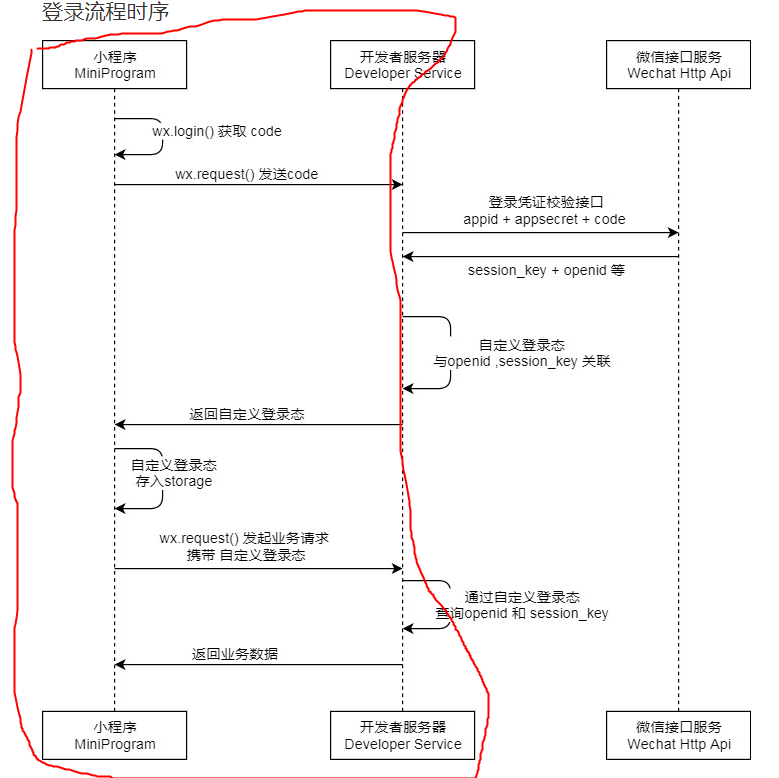 登录流程时序
小程序
MiniProgram
开发者服务器
Developer Service
微信接口服务
Wechat Http Api
wx.login() 获取 code
wx.request() 发送code
登录凭证校验接口
appid + appsecret + code
session_key + openid 等
自定义登录态
与openid ,session_key 关联
返回自定义登录态
自定义登录态
存入storage
wx.request() 发起业务请求
携带 自定义登录态
通过自定义登录态
查询openid 和 session_key
返回业务数据
小程序
MiniProgram
开发者服务器
Developer Service
微信接口服务
Wechat Http Api